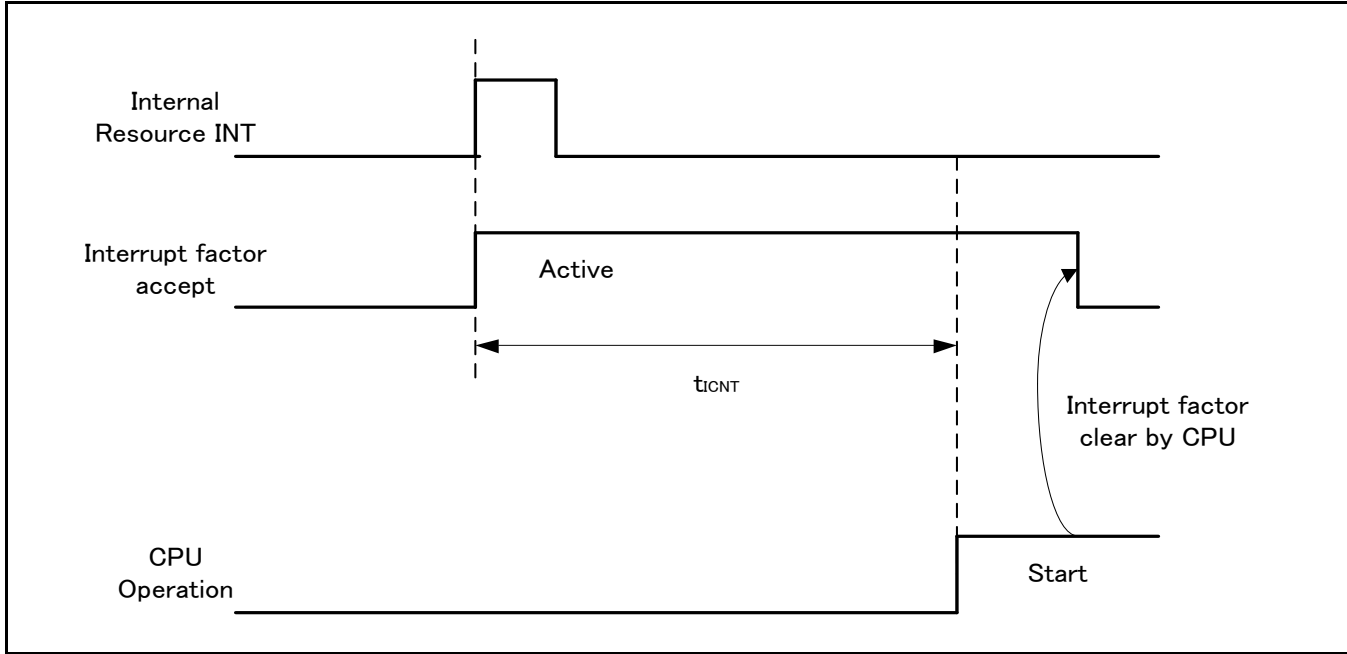 Internal
Resource INT
Interrupt factor
accept
Active
tICNT
Interrupt factor
clear by CPU
CPU
Operation
Start